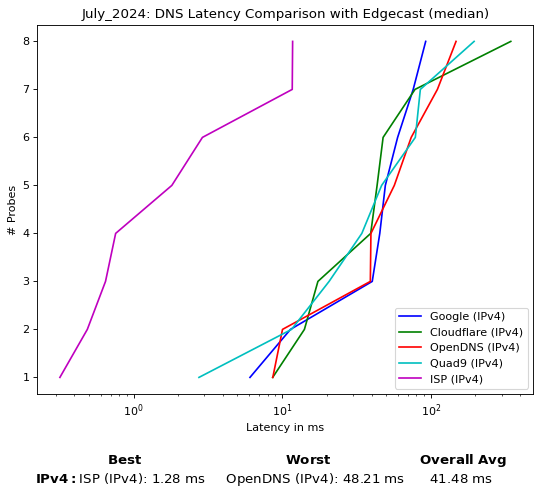 July_2024: DNS Latency Comparison with Edgecast (median)
8
7
6
5
4
3
2
1
# Probes
10^0 10^1 10^2
Latency in ms
Google (IPv4)
Cloudflare (IPv4)
OpenDNS (IPv4)
Quad9 (IPv4)
ISP (IPv4)
Best Worst Overall Avg
IPv4: ISP (IPv4): 1.28 ms OpenDNS (IPv4): 48.21 ms 41.48 ms